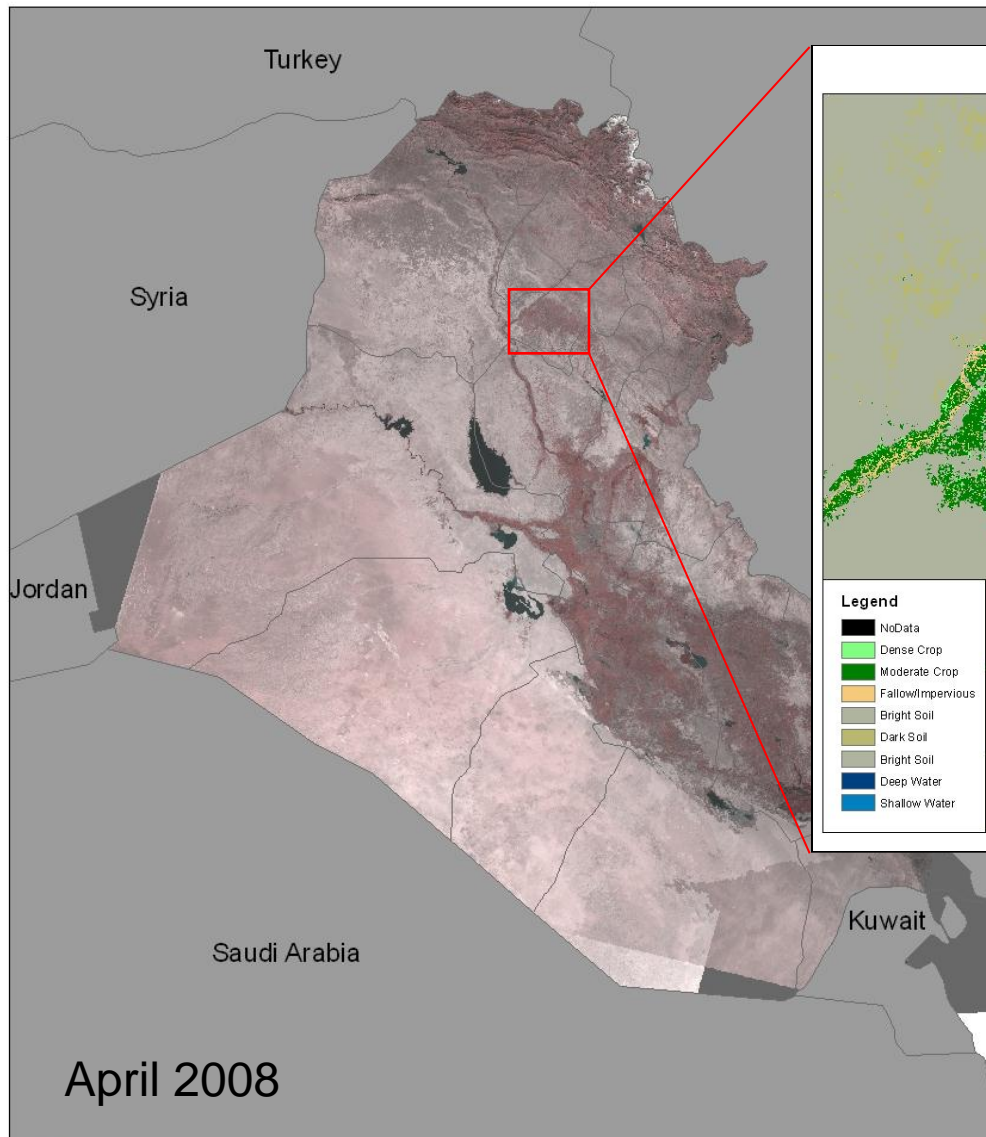 Turkey
Syria
Jordan
Legend
NoData
Dense Crop
Moderate Crop
Fallow/Impervious
Bright Soil
Dark Soil
Bright Soil
Deep Water
Shallow Water
Kuwait
Saudi Arabia
April 2008